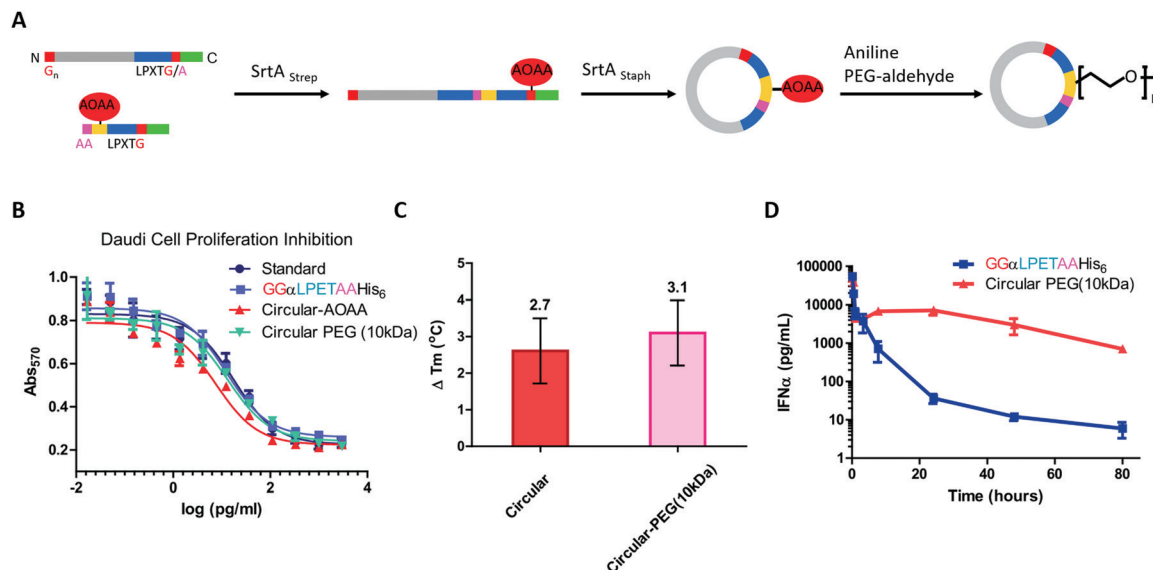 A
N
C
Gn
LPXTG/A
AOAA
AA
LPXTG
SrtA Strep
AOAA
SrtA Staph
AOAA
Aniline
PEG-aldehyde
O
B
Daudi Cell Proliferation Inhibition
Standard
GGαLPETAAHis6
Circular-AOAA
Circular PEG (10kDa)
Abs570
1.0
0.8
0.6
0.4
0.2
-2
0
2
4
log (pg/ml)
C
Δ Tm (°C)
5
4
3
2
1
0
2.7
3.1
Circular
Circular-PEG(10kDa)
D
GGαLPETAAHis6
Circular PEG(10kDa)
IFNα (pg/mL)
100000
10000
1000
100
10
1
0
20
40
60
80
Time (hours)